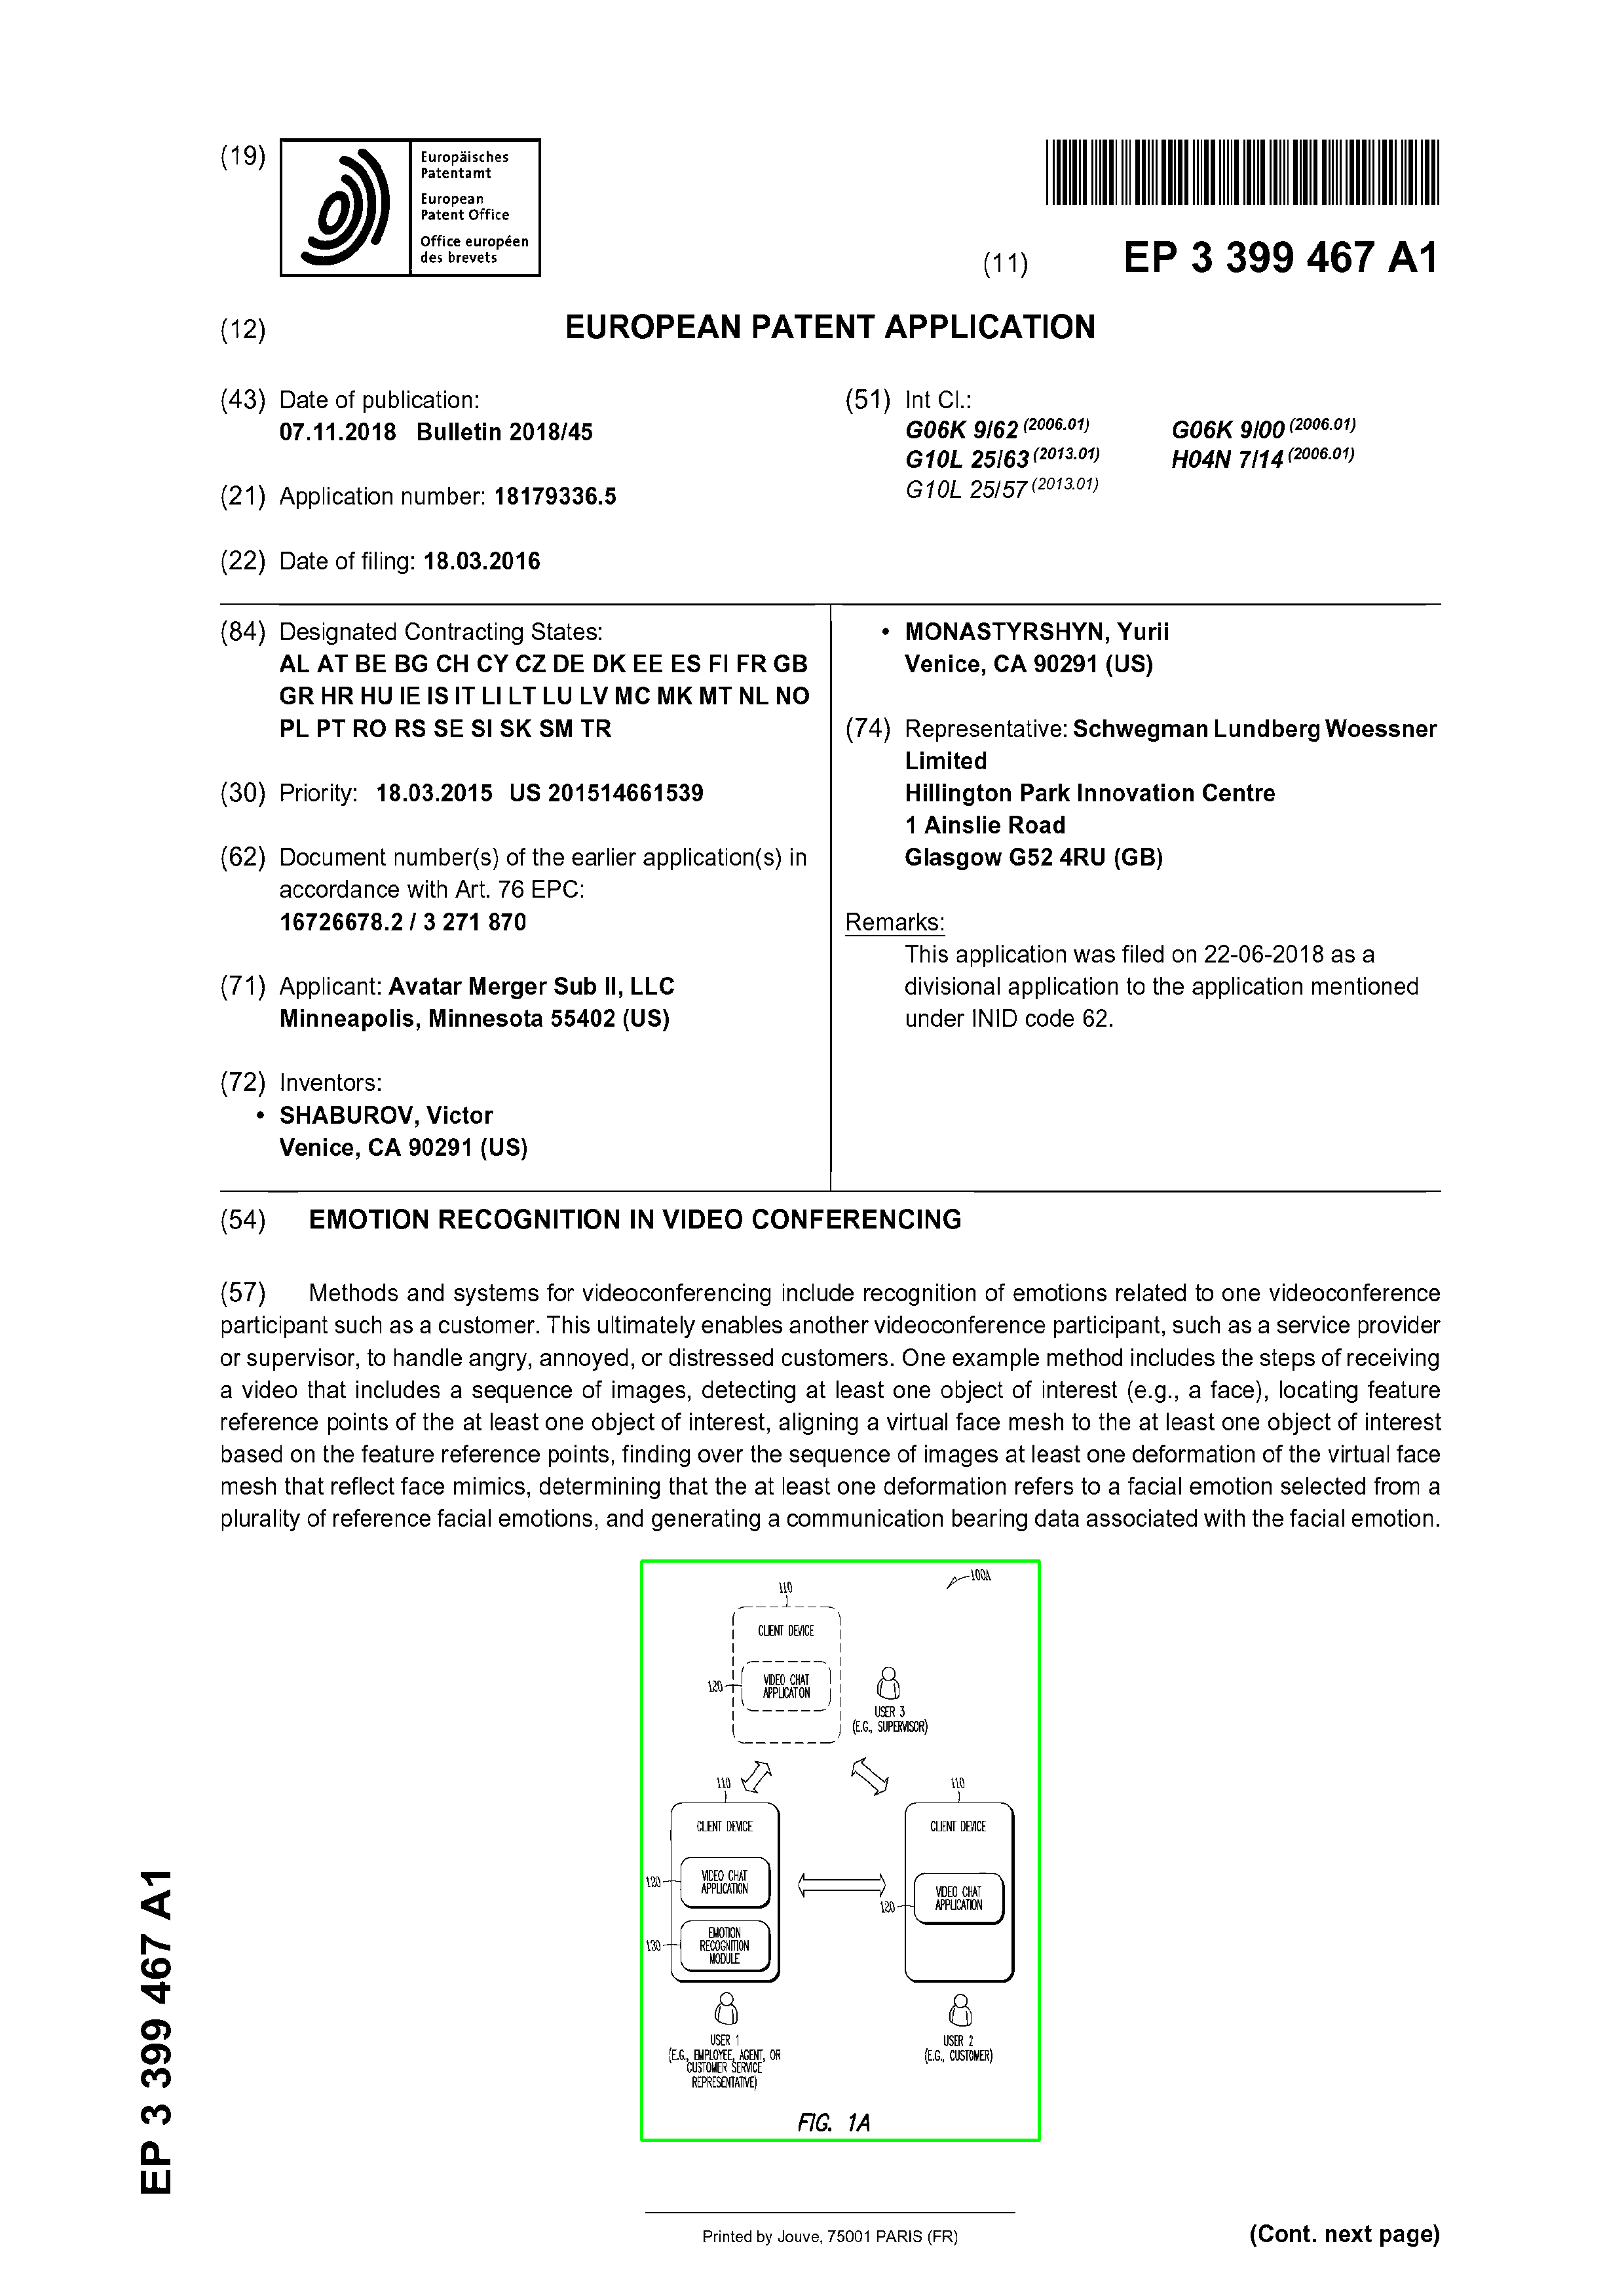 (19)
Europäisches
Patentamt
European
Patent Office
Office européen
des brevets
(11) EP 3 399 467 A1
(12) EUROPEAN PATENT APPLICATION
(43) Date of publication:
07.11.2018 Bulletin 2018/45
(21) Application number: 18179336.5
(22) Date of filing: 18.03.2016
(51) Int Cl.:
G06K 9/62 (2006.01) G06K 9/00 (2006.01)
G10L 25/63 (2013.01) H04N 7/14 (2006.01)
G10L 25/57 (2013.01)
(84) Designated Contracting States:
AL AT BE BG CH CY CZ DE DK EE ES FI FR GB
GR HR HU IE IS IT LI LT LU LV MC MK MT NL NO
PL PT RO RS SE SI SK SM TR
(30) Priority: 18.03.2015 US 201514661539
(62) Document number(s) of the earlier application(s) in
accordance with Art. 76 EPC:
16726678.2 / 3 271 870
(71) Applicant: Avatar Merger Sub II, LLC
Minneapolis, Minnesota 55402 (US)
(72) Inventors:
• SHABUROV, Victor
Venice, CA 90291 (US)
• MONASTYRSHYN, Yurii
Venice, CA 90291 (US)
(74) Representative: Schwegman Lundberg Woessner
Limited
Hillington Park Innovation Centre
1 Ainslie Road
Glasgow G52 4RU (GB)
Remarks:
This application was filed on 22-06-2018 as a
divisional application to the application mentioned
under INID code 62.
(54) EMOTION RECOGNITION IN VIDEO CONFERENCING
(57) Methods and systems for videoconferencing include recognition of emotions related to one videoconference
participant such as a customer. This ultimately enables another videoconference participant, such as a service provider
or supervisor, to handle angry, annoyed, or distressed customers. One example method includes the steps of receiving
a video that includes a sequence of images, detecting at least one object of interest (e.g., a face), locating feature
reference points of the at least one object of interest, aligning a virtual face mesh to the at least one object of interest
based on the feature reference points, finding over the sequence of images at least one deformation of the virtual face
mesh that reflect face mimics, determining that the at least one deformation refers to a facial emotion selected from a
plurality of reference facial emotions, and generating a communication bearing data associated with the facial emotion.
100A
110
CLIENT DEVICE
120
VIDEO CHAT
APPLICATON
USER 3
(E.G., SUPERVISOR)
110
CLIENT DEVICE
120
VIDEO CHAT
APPLICATION
130
EMOTION
RECOGNITION
MODULE
USER 1
(E.G., EMPLOYEE, AGENT, OR
CUSTOMER SERVICE
REPRESENTATIVE)
110
CLIENT DEVICE
120
VIDEO CHAT
APPLICATION
USER 2
(E.G., CUSTOMER)
FIG. 1A
EP 3 399 467 A1
Printed by Jouve, 75001 PARIS (FR)
(Cont. next page)